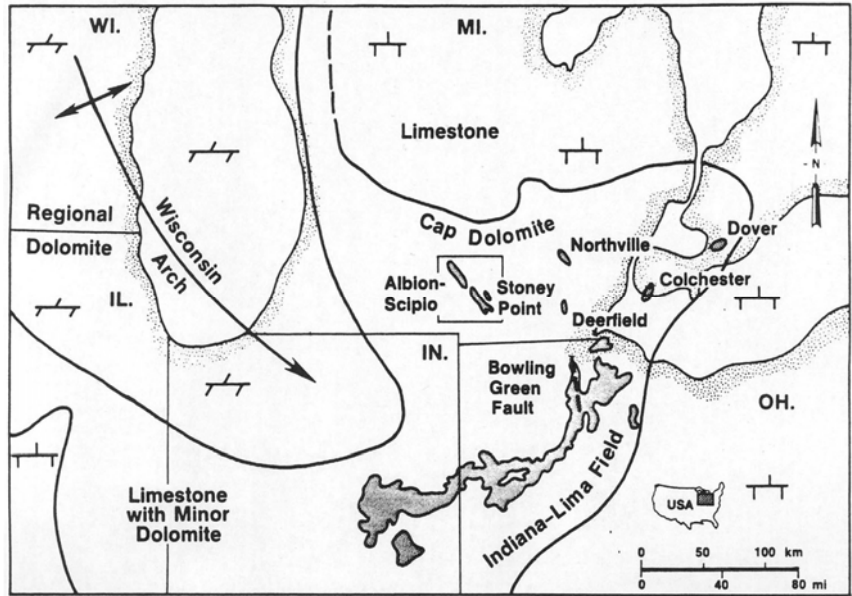 WI.
MI.
Limestone
N
Regional
Dolomite
Wisconsin
Arch
Cap Dolomite
Northville
Dover
Albion-
Scipio
Stoney
Point
Colchester
IL.
Deerfield
IN.
Bowling
Green
Fault
OH.
Limestone
with Minor
Dolomite
Indiana-Lima Field
USA
0 50 100 km
0 40 80 mi